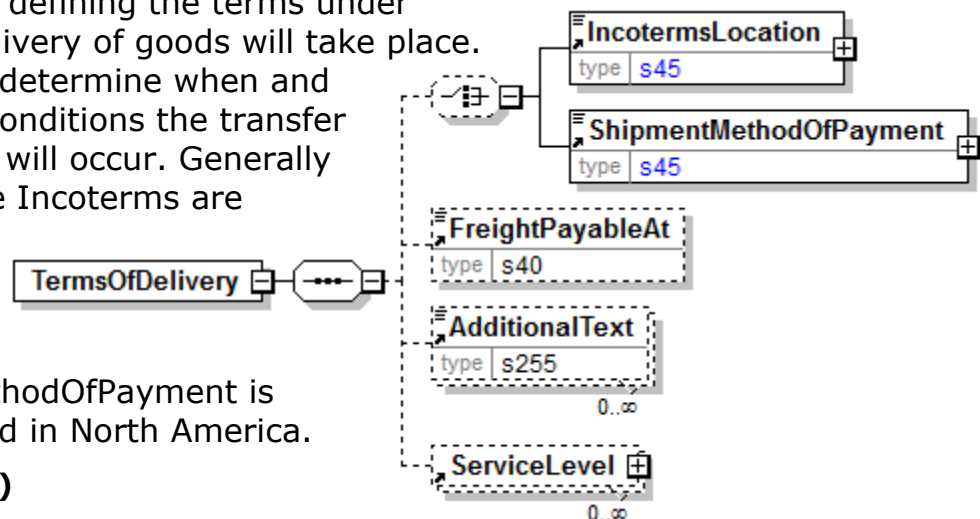 defining the terms under
livery of goods will take place.
determine when and
onditions the transfer
will occur. Generally
e Incoterms are
IncotermsLocation
type s45
ShipmentMethodOfPayment
type s45
FreightPayableAt
type s40
TermsOfDelivery
AdditionalText
type s255
0..∞
thodOfPayment is
d in North America.
)
ServiceLevel
0..∞